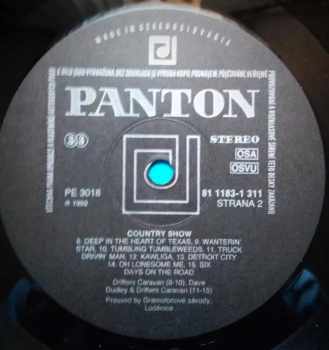 MADE IN CZECHOSLOVAKIA
PANTON
33
STEREO
OSA
OSVU
PE 3016
℗ 1992
81 1183-1 311
STRANA 2
COUNTRY SHOW
8. DEEP IN THE HEART OF TEXAS, 9. WANTERIN'
STAR, 10. TUMBLING TUMBLEWEEDS, 11. TRUCK
DRIVIN' MAN, 12. KAWLIGA, 13. DETROIT CITY
14. OH LONESOME ME, 15. SIX
DAYS ON THE ROAD
Drifters Caravan (8-10), Dave
Dudley & Drifters Caravan (11-15)
Pressed by Gramofonové závody,
Loděnice